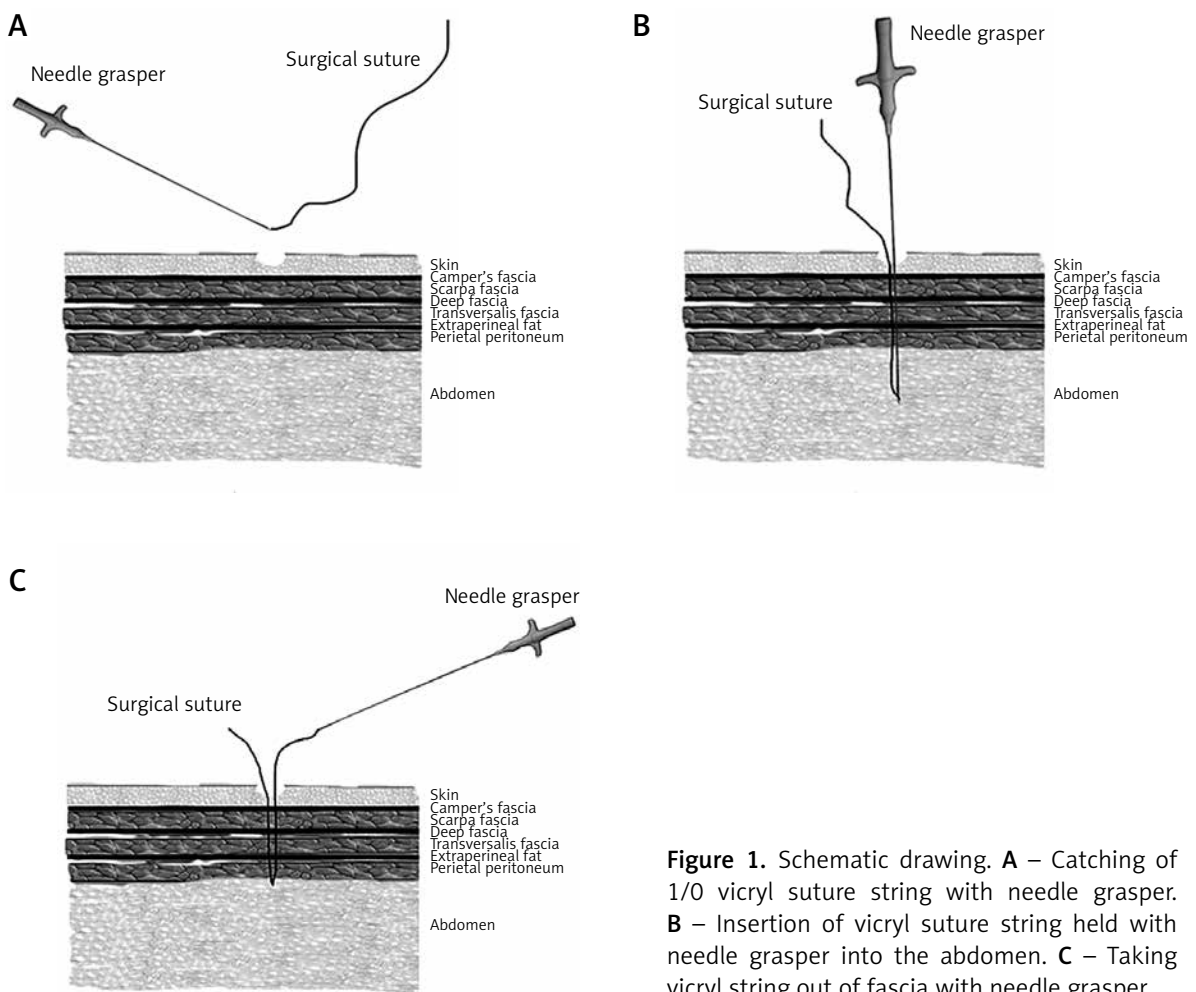 A
Needle grasper
Surgical suture
Skin
Camper's fascia
Scarpa fascia
Deep fascia
Transversalis fascia
Extraperineal fat
Perietal peritoneum
Abdomen
B
Needle grasper
Surgical suture
Skin
Camper's fascia
Scarpa fascia
Deep fascia
Transversalis fascia
Extraperineal fat
Perietal peritoneum
Abdomen
C
Needle grasper
Surgical suture
Skin
Camper's fascia
Scarpa fascia
Deep fascia
Transversalis fascia
Extraperineal fat
Perietal peritoneum
Abdomen
Figure 1. Schematic drawing. A – Catching of
1/0 vicryl suture string with needle grasper.
B – Insertion of vicryl suture string held with
needle grasper into the abdomen. C – Taking
vicryl string out of fascia with needle grasper